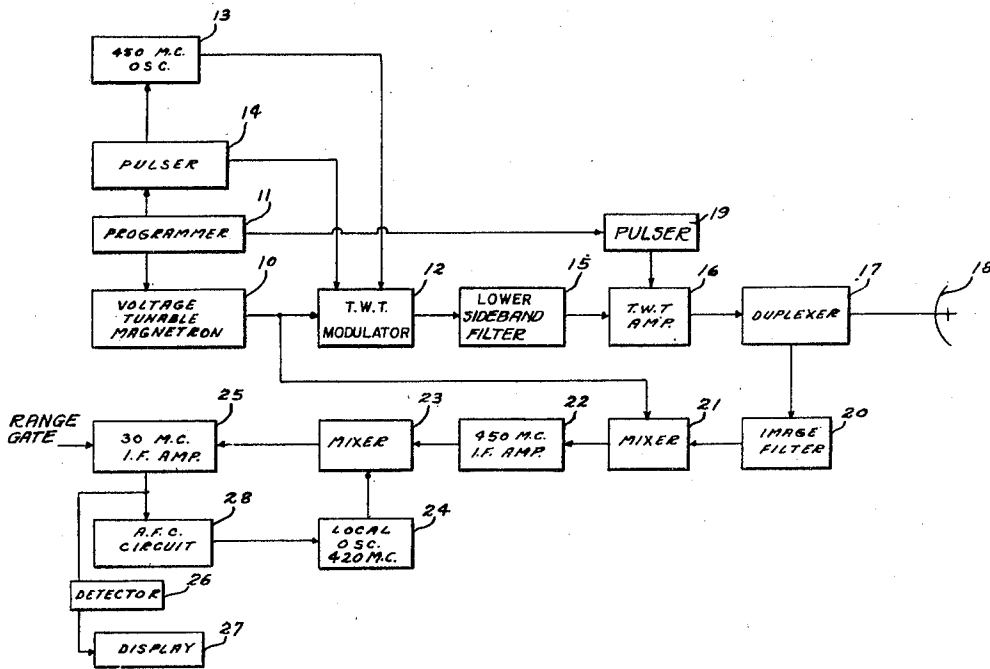 13
450 M.C.
OSC.
14
PULSER
11
PROGRAMMER
19
PULSER
10
VOLTAGE
TUNABLE
MAGNETRON
12
T.W.T.
MODULATOR
15
LOWER
SIDEBAND
FILTER
16
T.W.T
AMP.
17
DUPLEXER
18
RANGE
GATE
25
30 M.C.
I.F. AMP.
23
MIXER
22
450 M.C.
I.F. AMP.
21
MIXER
20
IMAGE
FILTER
28
A.F.C.
CIRCUIT
24
LOCAL
OSC.
420 M.C.
26
DETECTOR
27
DISPLAY